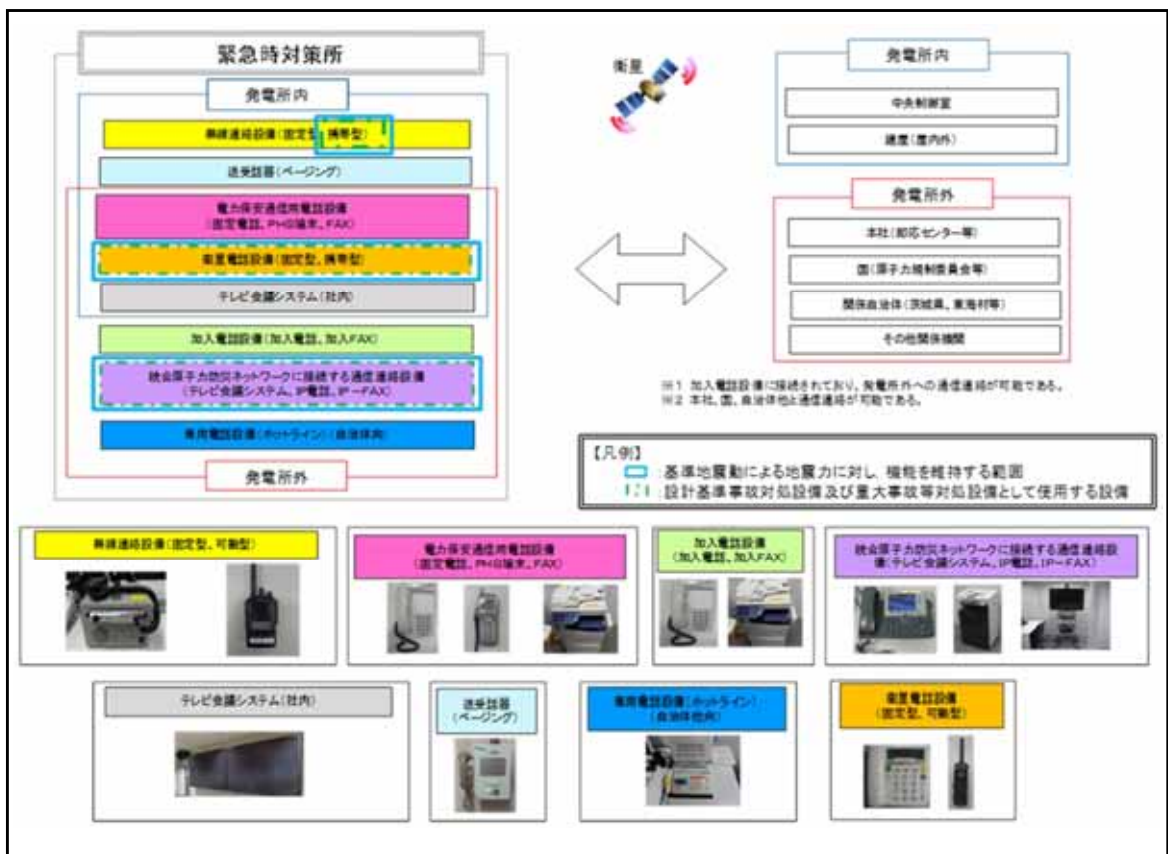 緊急時対策所
発電所内
無線連絡設備(固定型、携帯型)
送受話器(ページング)
電力保安通信用電話設備
(固定電話、PHS端末、FAX)
衛星電話設備(固定型、携帯型)
テレビ会議システム(社内)
加入電話設備(加入電話、加入FAX)
統合原子力防災ネットワークに接続する通信連絡設備
(テレビ会議システム、IP電話、IP-FAX)
専用電話設備(ホットライン)(自治体向)
発電所外
衛星
発電所内
中央制御室
建屋(屋内外)
発電所外
本社(即応センター等)
国(原子力規制委員会等)
関係自治体(茨城県、東海村等)
その他関係機関
※1 加入電話設備に接続されており、発電所外への通信連絡が可能である。
※2 本社、国、自治体他と通信連絡が可能である。
【凡例】
:基準地震動による地震力に対し、機能を維持する範囲
:設計基準事故対処設備及び重大事故等対処設備として使用する設備
無線連絡設備(固定型、可搬型)
電力保安通信用電話設備
(固定電話、PHS端末、FAX)
加入電話設備
(加入電話、加入FAX)
統合原子力防災ネットワークに接続する通信連絡設
備(テレビ会議システム、IP電話、IP-FAX)
テレビ会議システム(社内)
送受話器
(ページング)
専用電話設備(ホットライン)
(自治体他向)
衛星電話設備
(固定型、可搬型)